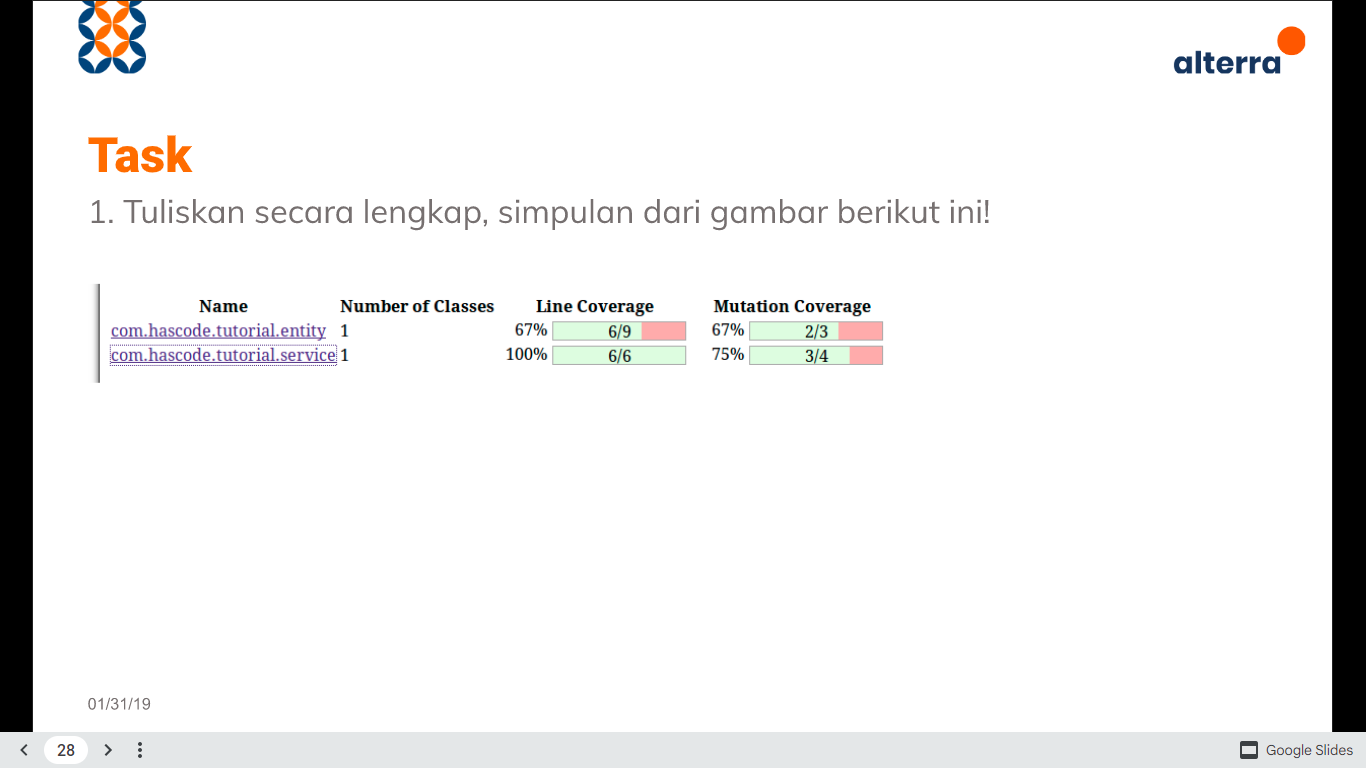 alterra
Task
1. Tuliskan secara lengkap, simpulan dari gambar berikut ini!
Name Number of Classes Line Coverage Mutation Coverage
com.hascode.tutorial.entity 1 67% 6/9 67% 2/3
com.hascode.tutorial.service 1 100% 6/6 75% 3/4
01/31/19
28 Google Slides